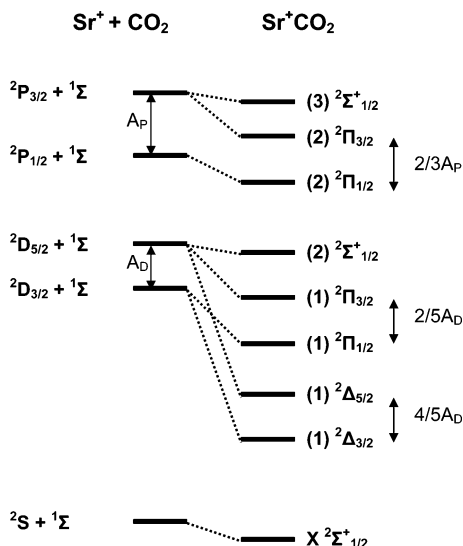 Sr⁺ + CO₂ Sr⁺CO₂
²P₃/₂ + ¹Σ
(3) ²Σ⁺₁/₂
A_P
(2) ²Π₃/₂
²P₁/₂ + ¹Σ
2/3A_P
(2) ²Π₁/₂
²D₅/₂ + ¹Σ
(2) ²Σ⁺₁/₂
A_D
²D₃/₂ + ¹Σ
(1) ²Π₃/₂
2/5A_D
(1) ²Π₁/₂
(1) ²Δ₅/₂
4/5A_D
(1) ²Δ₃/₂
²S + ¹Σ
X ²Σ⁺₁/₂